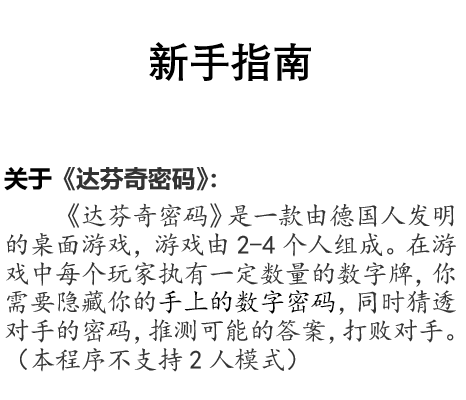 新手指南
关于《达芬奇密码》:
《达芬奇密码》是一款由德国人发明
的桌面游戏，游戏由2-4个人组成。在游
戏中每个玩家执有一定数量的数字牌，你
需要隐藏你的手上的数字密码，同时猜透
对手的密码，推测可能的答案，打败对手。
（本程序不支持2人模式）